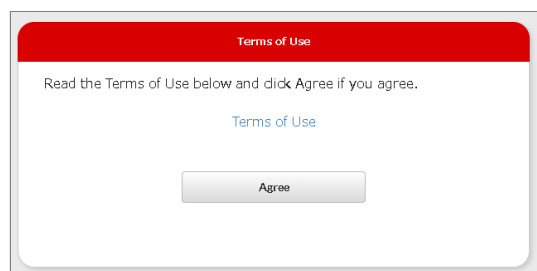 Terms of Use
Read the Terms of Use below and click Agree if you agree.
Terms of Use
Agree